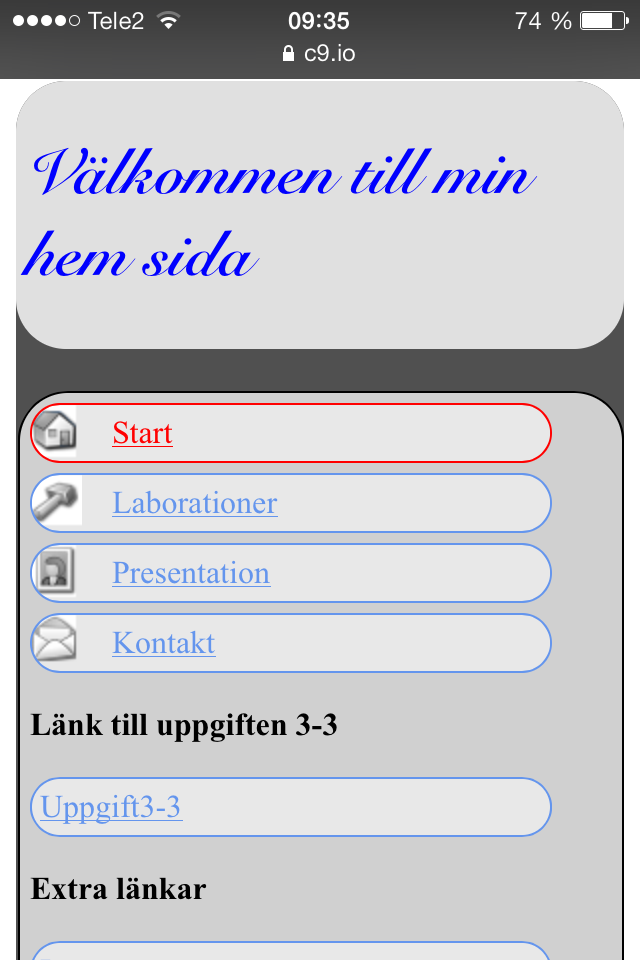 Tele2 09:35 74 %
c9.io
Välkommen till min
hem sida
Start
Laborationer
Presentation
Kontakt
Länk till uppgiften 3-3
Uppgift3-3
Extra länkar